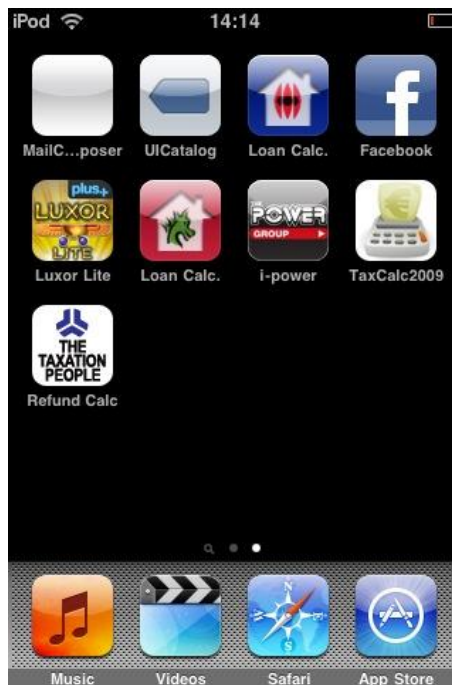 iPod 14:14
MailC...poser UICatalog Loan Calc. Facebook
plus+
LUXOR
LITE
THE
POWER
GROUP
Luxor Lite Loan Calc. i-power TaxCalc2009
THE
TAXATION
PEOPLE
Refund Calc
Music Videos Safari App Store